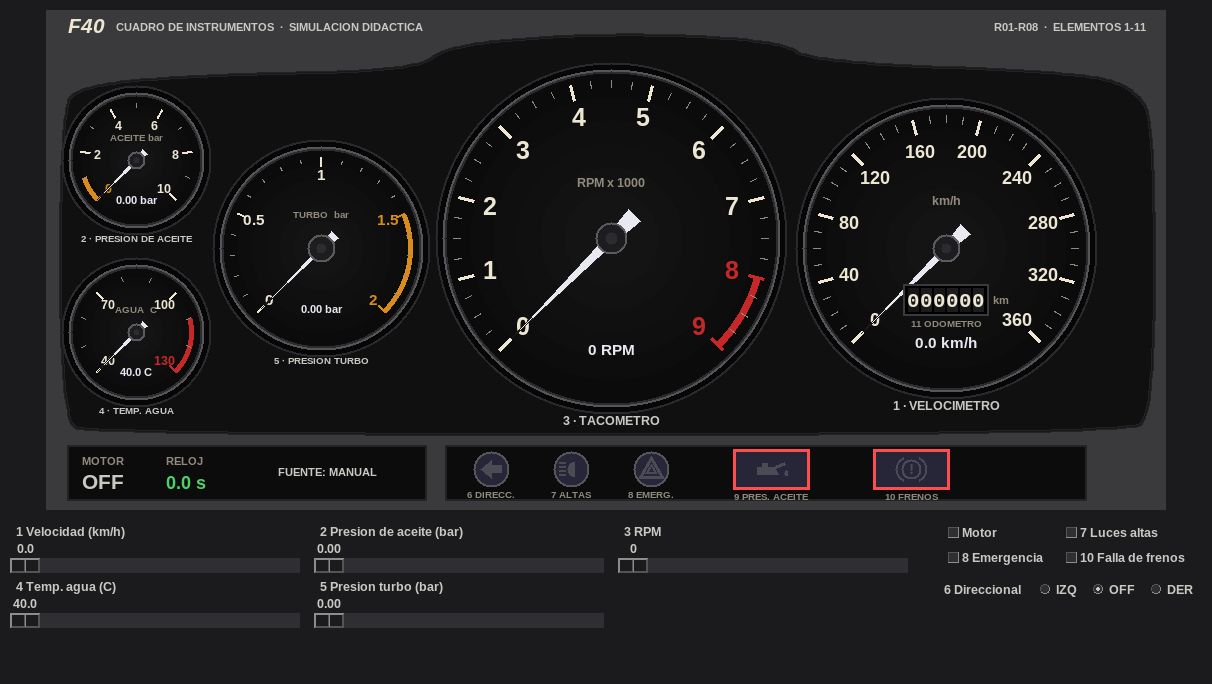 F40 CUADRO DE INSTRUMENTOS · SIMULACION DIDACTICA
R01-R08 · ELEMENTOS 1-11
0 2 4 6 8 10
ACEITE bar
0.00 bar
2 · PRESION DE ACEITE
40 70 100 130
AGUA C
40.0 C
4 · TEMP. AGUA
0 0.5 1 1.5 2
TURBO bar
0.00 bar
5 · PRESION TURBO
0 1 2 3 4 5 6 7 8 9
RPM x 1000
0 RPM
3 · TACOMETRO
0 40 80 120 160 200 240 280 320 360
km/h
000000 km
11 ODOMETRO
0.0 km/h
1 · VELOCIMETRO
MOTOR
OFF
RELOJ
0.0 s
FUENTE: MANUAL
6 DIRECC.
7 ALTAS
8 EMERG.
9 PRES. ACEITE
10 FRENOS
1 Velocidad (km/h)
0.0
2 Presion de aceite (bar)
0.00
3 RPM
0
4 Temp. agua (C)
40.0
5 Presion turbo (bar)
0.00
Motor
7 Luces altas
8 Emergencia
10 Falla de frenos
6 Direccional IZQ OFF DER